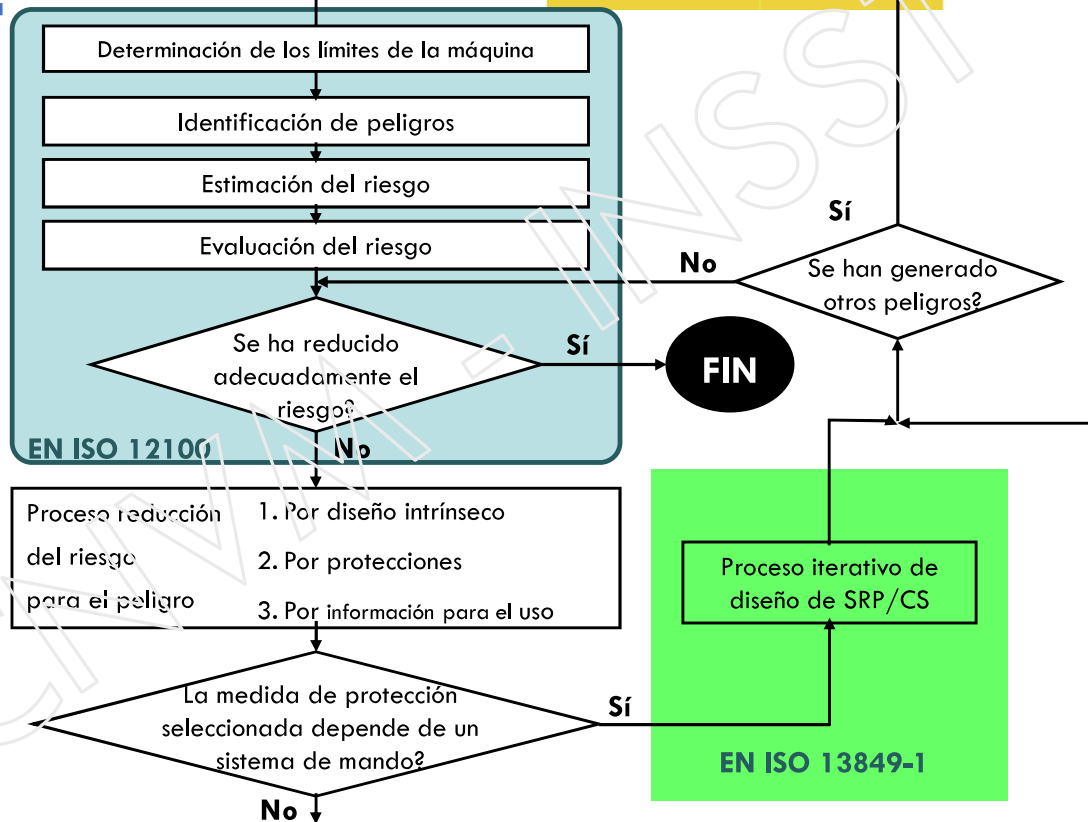 Determinación de los límites de la máquina
Identificación de peligros
Estimación del riesgo
Evaluación del riesgo
Se ha reducido
adecuadamente el
riesgo?
Sí
FIN
No
EN ISO 12100
Sí
No
Se han generado
otros peligros?
Proceso reducción
del riesgo
para el peligro
1. Por diseño intrínseco
2. Por protecciones
3. Por información para el uso
La medida de protección
seleccionada depende de un
sistema de mando?
Sí
No
Proceso iterativo de
diseño de SRP/CS
EN ISO 13849-1
CNVM - INSST